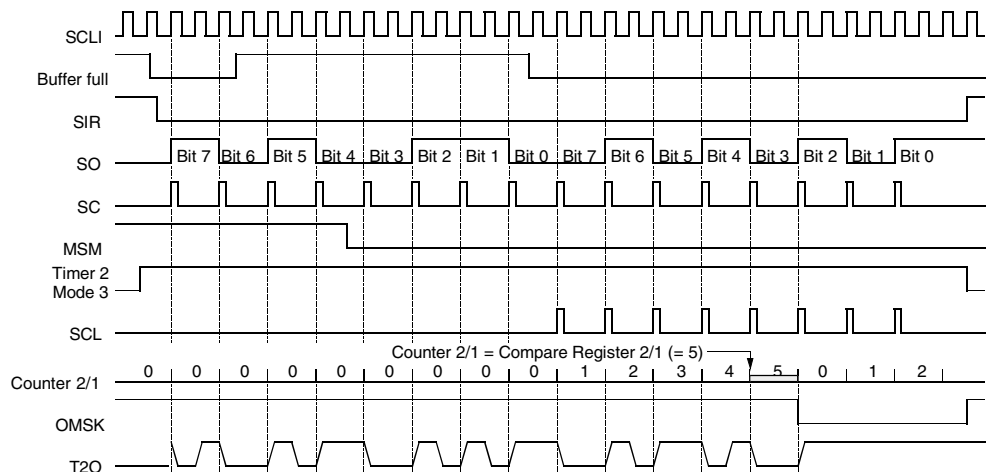 SCLI
Buffer full
SIR
SO
Bit 7 Bit 6 Bit 5 Bit 4 Bit 3 Bit 2 Bit 1 Bit 0 Bit 7 Bit 6 Bit 5 Bit 4 Bit 3 Bit 2 Bit 1 Bit 0
SC
MSM
Timer 2
Mode 3
SCL
Counter 2/1 = Compare Register 2/1 (= 5)
Counter 2/1
0 0 0 0 0 0 0 0 0 1 2 3 4 5 0 1 2
OMSK
T2O